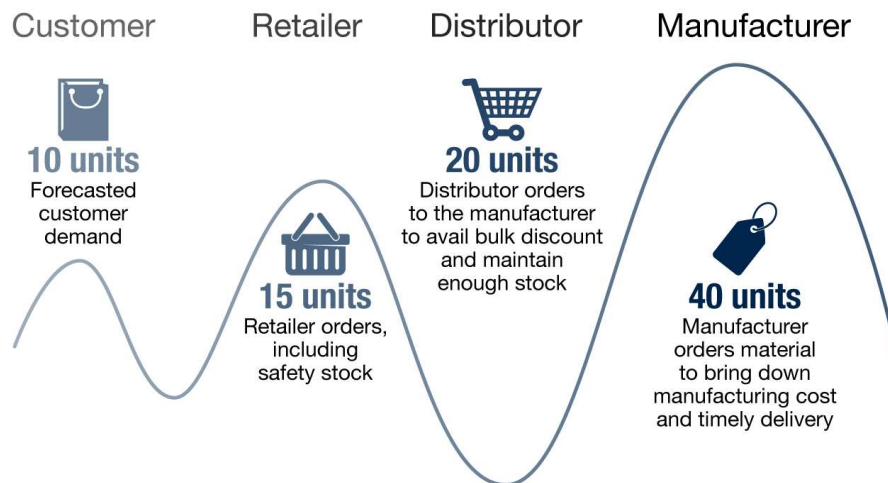 Customer
10 units
Forecasted
customer
demand
Retailer
15 units
Retailer orders,
including
safety stock
Distributor
20 units
Distributor orders
to the manufacturer
to avail bulk discount
and maintain
enough stock
Manufacturer
40 units
Manufacturer
orders material
to bring down
manufacturing cost
and timely delivery